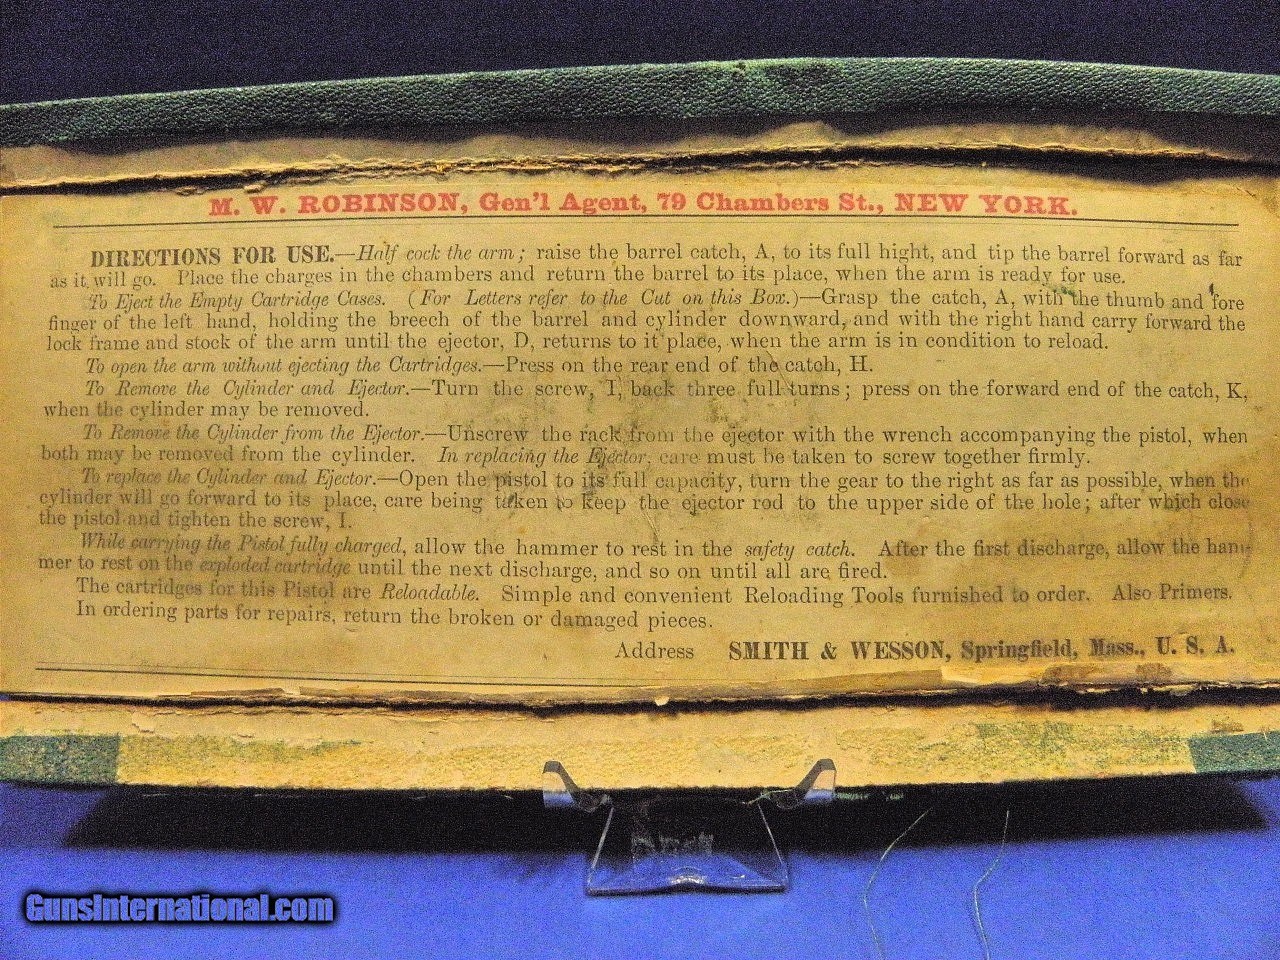 M. W. ROBINSON, Gen'l Agent, 79 Chambers St., NEW YORK.
DIRECTIONS FOR USE.—Half cock the arm; raise the barrel catch, A, to its full hight, and tip the barrel forward as far
as it will go. Place the charges in the chambers and return the barrel to its place, when the arm is ready for use.
To Eject the Empty Cartridge Cases. (For Letters refer to the Cut on this Box.)—Grasp the catch, A, with the thumb and fore
finger of the left hand, holding the breech of the barrel and cylinder downward, and with the right hand carry forward the
lock frame and stock of the arm until the ejector, D, returns to it place, when the arm is in condition to reload.
To open the arm without ejecting the Cartridges.—Press on the rear end of the catch, H.
To Remove the Cylinder and Ejector.—Turn the screw, I, back three full turns; press on the forward end of the catch, K,
when the cylinder may be removed.
To Remove the Cylinder from the Ejector.—Unscrew the rack from the ejector with the wrench accompanying the pistol, when
both may be removed from the cylinder. In replacing the Ejector, care must be taken to screw together firmly.
To replace the Cylinder and Ejector.—Open the pistol to its full capacity, turn the gear to the right as far as possible, when the
cylinder will go forward to its place, care being taken to keep the ejector rod to the upper side of the hole; after which close
the pistol and tighten the screw, I.
While carrying the Pistol fully charged, allow the hammer to rest in the safety catch. After the first discharge, allow the ham-
mer to rest on the exploded cartridge until the next discharge, and so on until all are fired.
The cartridges for this Pistol are Reloadable. Simple and convenient Reloading Tools furnished to order. Also Primers.
In ordering parts for repairs, return the broken or damaged pieces.
Address SMITH & WESSON, Springfield, Mass., U. S. A.
GunsInternational.com